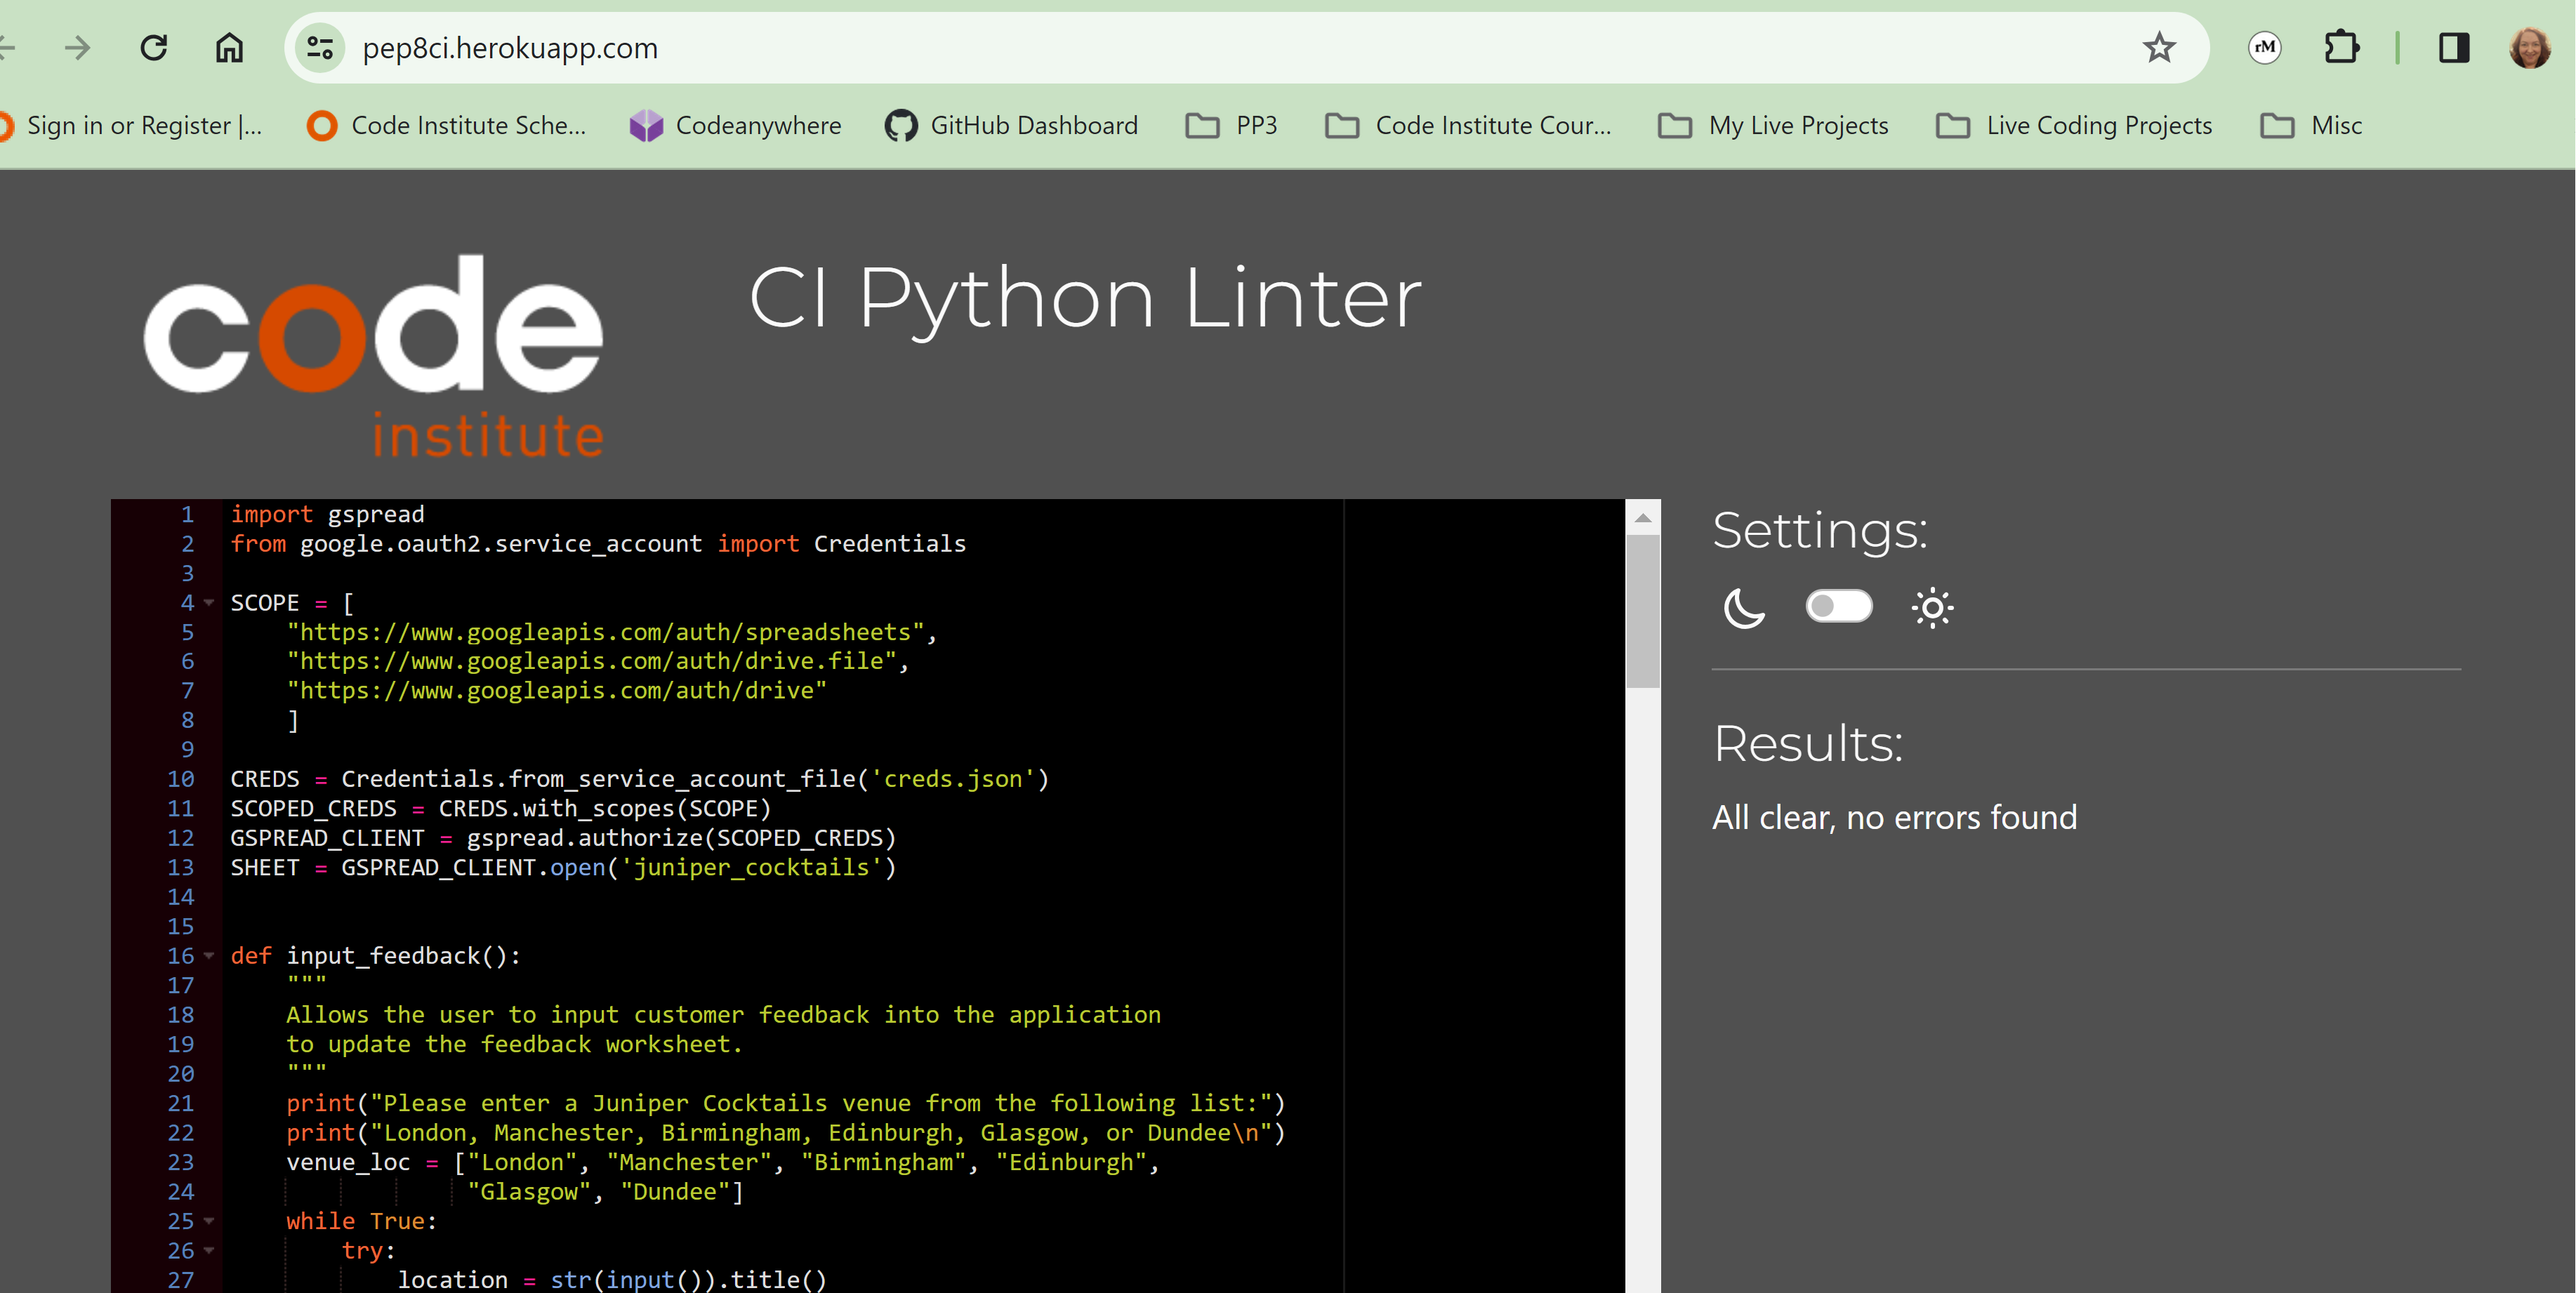 pep8ci.herokuapp.com
rM
Sign in or Register |...
Code Institute Sche...
Codeanywhere
GitHub Dashboard
PP3
Code Institute Cour...
My Live Projects
Live Coding Projects
Misc
code
institute
CI Python Linter
1 import gspread
2 from google.oauth2.service_account import Credentials
3
4 SCOPE = [
5     "https://www.googleapis.com/auth/spreadsheets",
6     "https://www.googleapis.com/auth/drive.file",
7     "https://www.googleapis.com/auth/drive"
8     ]
9
10 CREDS = Credentials.from_service_account_file('creds.json')
11 SCOPED_CREDS = CREDS.with_scopes(SCOPE)
12 GSPREAD_CLIENT = gspread.authorize(SCOPED_CREDS)
13 SHEET = GSPREAD_CLIENT.open('juniper_cocktails')
14
15
16 def input_feedback():
17     """
18     Allows the user to input customer feedback into the application
19     to update the feedback worksheet.
20     """
21     print("Please enter a Juniper Cocktails venue from the following list:")
22     print("London, Manchester, Birmingham, Edinburgh, Glasgow, or Dundee\n")
23     venue_loc = ["London", "Manchester", "Birmingham", "Edinburgh",
24                  "Glasgow", "Dundee"]
25     while True:
26         try:
27             location = str(input()).title()
Settings:
Results:
All clear, no errors found